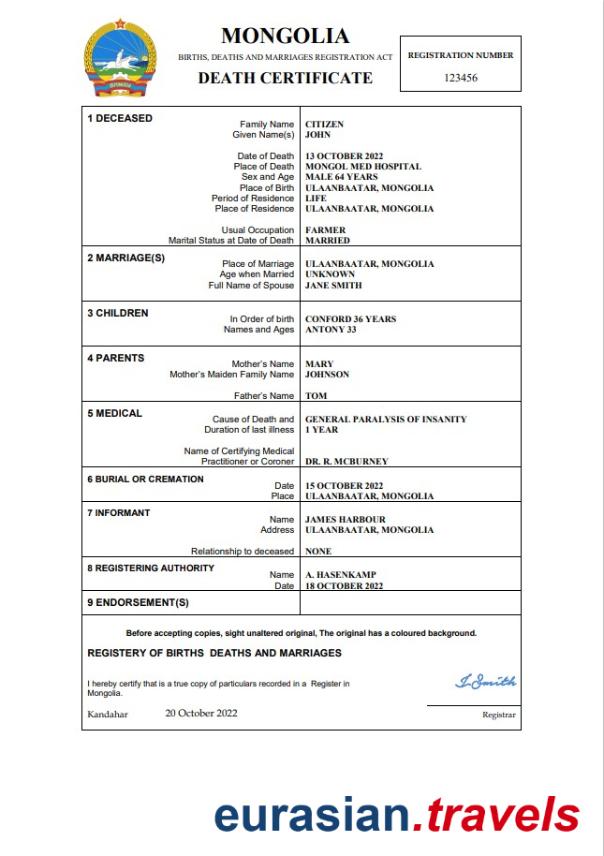 MONGOLIA
BIRTHS, DEATHS AND MARRIAGES REGISTRATION ACT
DEATH CERTIFICATE
REGISTRATION NUMBER
123456
1 DECEASED
Family Name CITIZEN
Given Name(s) JOHN
Date of Death 13 OCTOBER 2022
Place of Death MONGOL MED HOSPITAL
Sex and Age MALE 64 YEARS
Place of Birth ULAANBAATAR, MONGOLIA
Period of Residence LIFE
Place of Residence ULAANBAATAR, MONGOLIA
Usual Occupation FARMER
Marital Status at Date of Death MARRIED
2 MARRIAGE(S)
Place of Marriage ULAANBAATAR, MONGOLIA
Age when Married UNKNOWN
Full Name of Spouse JANE SMITH
3 CHILDREN
In Order of birth CONFORD 36 YEARS
Names and Ages ANTONY 33
4 PARENTS
Mother's Name MARY
Mother's Maiden Family Name JOHNSON
Father's Name TOM
5 MEDICAL
Cause of Death and GENERAL PARALYSIS OF INSANITY
Duration of last illness 1 YEAR
Name of Certifying Medical
Practitioner or Coroner DR. R. MCBURNEY
6 BURIAL OR CREMATION
Date 15 OCTOBER 2022
Place ULAANBAATAR, MONGOLIA
7 INFORMANT
Name JAMES HARBOUR
Address ULAANBAATAR, MONGOLIA
Relationship to deceased NONE
8 REGISTERING AUTHORITY
Name A. HASENKAMP
Date 18 OCTOBER 2022
9 ENDORSEMENT(S)
Before accepting copies, sight unaltered original, The original has a coloured background.
REGISTERY OF BIRTHS DEATHS AND MARRIAGES
I hereby certify that is a true copy of particulars recorded in a Register in
Mongolia.
J. Smith
Kandahar 20 October 2022
Registrar
eurasian.travels